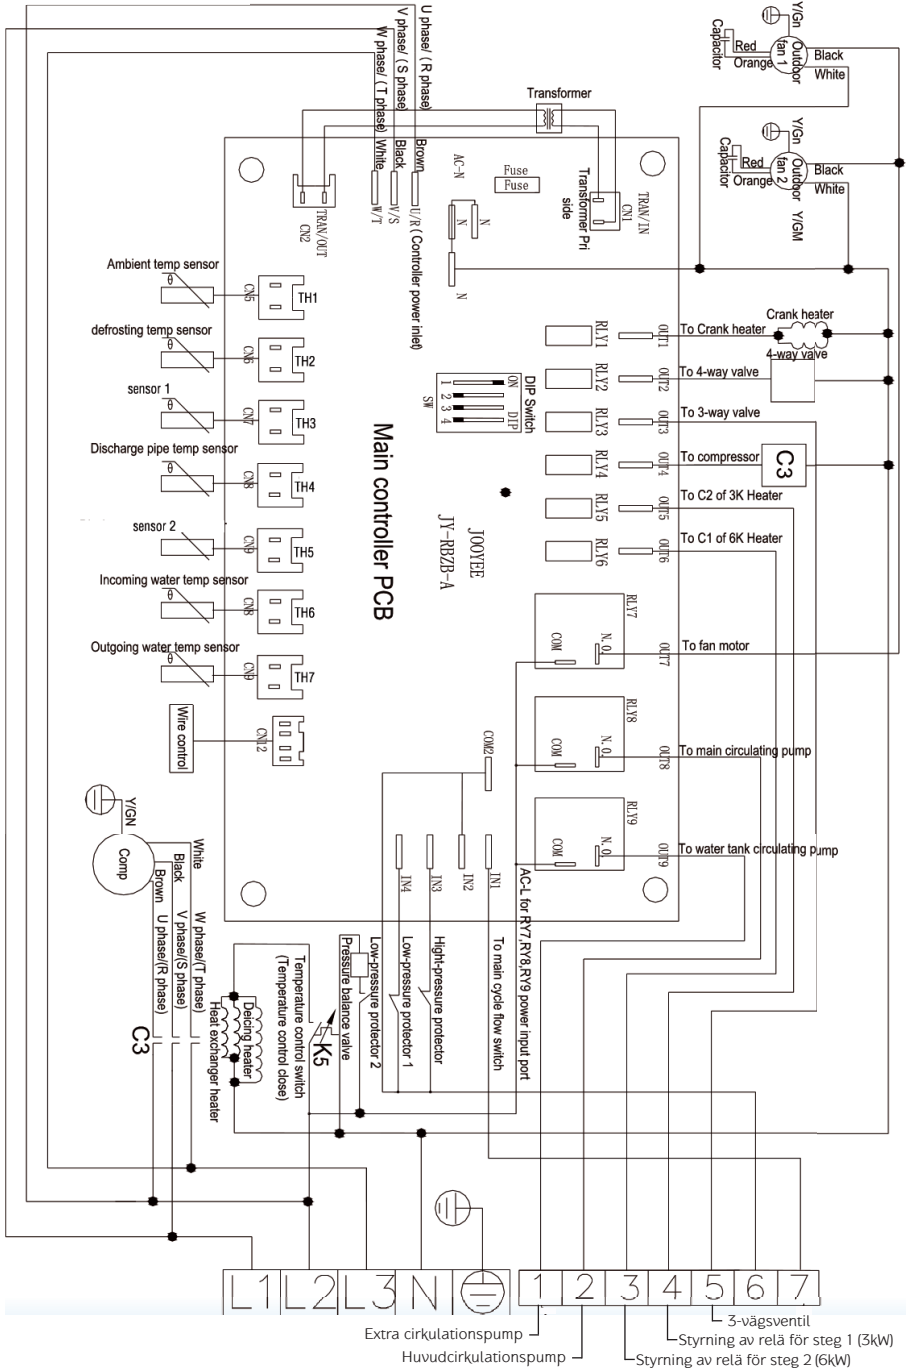 U phase/ ( R phase)
V phase/ ( S phase)
W phase/ ( T phase)
Brown
Black
White
U/R ( Controller power inlet)
V/S
W/T
Transformer
TRAN/OUT
CN2
AC-N
N
N
N
Fuse
Fuse
Transformer Pri
side
TRAN/IN
CN1
Y/Gn
Capacitor
Red
Orange
Outdoor
fan 1
Black
White
Y/Gn
Capacitor
Red
Orange
Outdoor
fan 2
Black
White
Y/GM
Ambient temp sensor
θ
CN5
TH1
defrosting temp sensor
θ
CN6
TH2
sensor 1
θ
CN7
TH3
Discharge pipe temp sensor
θ
CN8
TH4
sensor 2
θ
CN9
TH5
Incoming water temp sensor
θ
CN8
TH6
Outgoing water temp sensor
θ
CN9
TH7
Wire control
CN12
SW
1
2
3
4
ON
DIP
DIP Switch
Main controller PCB
JOOYEE
JY-RBZB-A
RLY1
OUT1
To Crank heater
Crank heater
RLY2
OUT2
To 4-way valve
4-way valve
RLY3
OUT3
To 3-way valve
RLY4
OUT4
To compressor
C3
RLY5
OUT5
To C2 of 3K Heater
RLY6
OUT6
To C1 of 6K Heater
RLY7
COM
N.O.
OUT7
To fan motor
RLY8
COM
N.O.
OUT8
To main circulating pump
RLY9
COM
N.O.
OUT9
To water tank circulating pump
COM2
IN1
IN2
IN3
IN4
Y/GN
Comp
White
Black
Brown
W phase/(T phase)
V phase/(S phase)
U phase/(R phase)
C3
Deicing heater
Heat exchanger heater
Temperature control switch
(Temperature control close)
K5
Pressure balance valve
Low-pressure protector 2
Low-pressure protector 1
Hight-pressure protector
To main cycle flow switch
AC-L for RY7,RY8,RY9 power input port
L1 L2 L3 N 1 2 3 4 5 6 7
Extra cirkulationspump
Huvudcirkulationspump
3-vägsventil
Styrning av relä för steg 1 (3kW)
Styrning av relä för steg 2 (6kW)